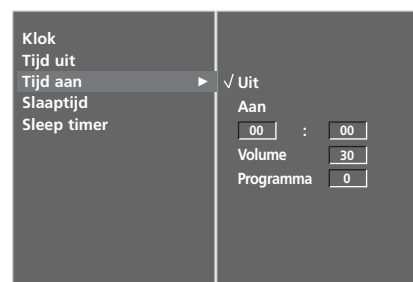 Klok
Tijd uit
Tijd aan ►
Slaaptijd
Sleep timer
√ Uit
Aan
00 : 00
Volume 30
Programma 0